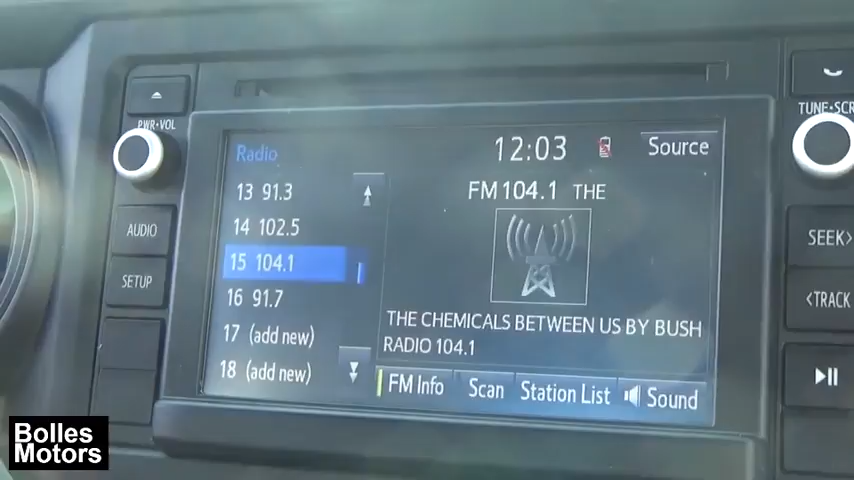 PWR•VOL
AUDIO
SETUP
Radio
13 91.3
14 102.5
15 104.1
16 91.7
17 (add new)
18 (add new)
12:03
Source
FM 104.1 THE
THE CHEMICALS BETWEEN US BY BUSH
RADIO 104.1
FM Info
Scan
Station List
Sound
TUNE•SCR
SEEK>
<TRACK
Bolles
Motors